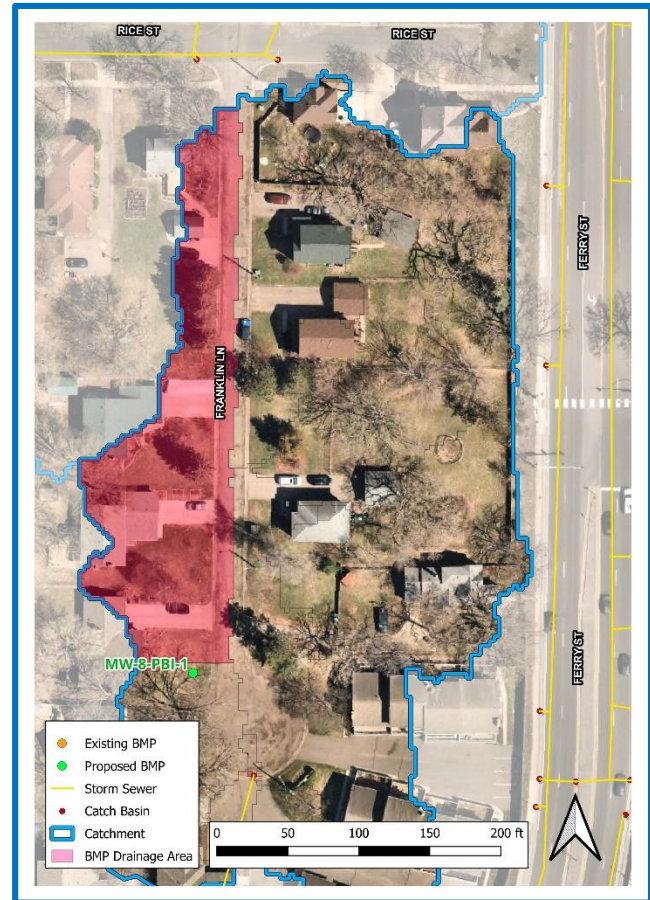 RICE ST
RICE ST
FERRY ST
FRANKLIN LN
FERRY ST
MW-8-PBI-1
Existing BMP
Proposed BMP
Storm Sewer
Catch Basin
Catchment
BMP Drainage Area
0 50 100 150 200 ft